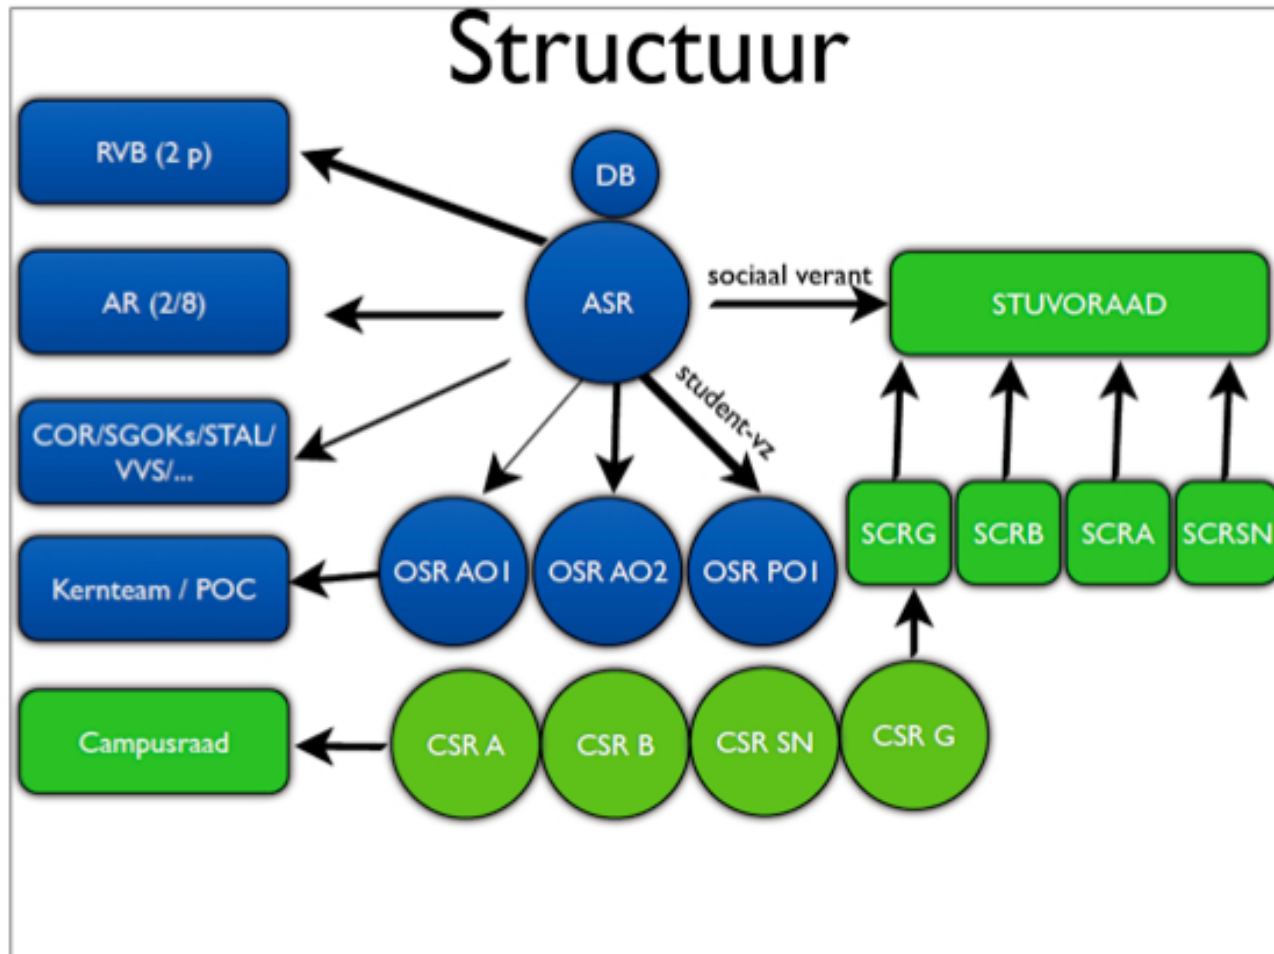 Structuur
RVB (2 p)
DB
AR (2/8)
ASR
sociaal verant
STUVORAAD
student-vz
COR/SGOKs/STAL/
VVS/...
SCRG
SCRB
SCRA
SCRSN
Kernteam / POC
OSR AO1
OSR AO2
OSR PO1
Campusraad
CSR A
CSR B
CSR SN
CSR G